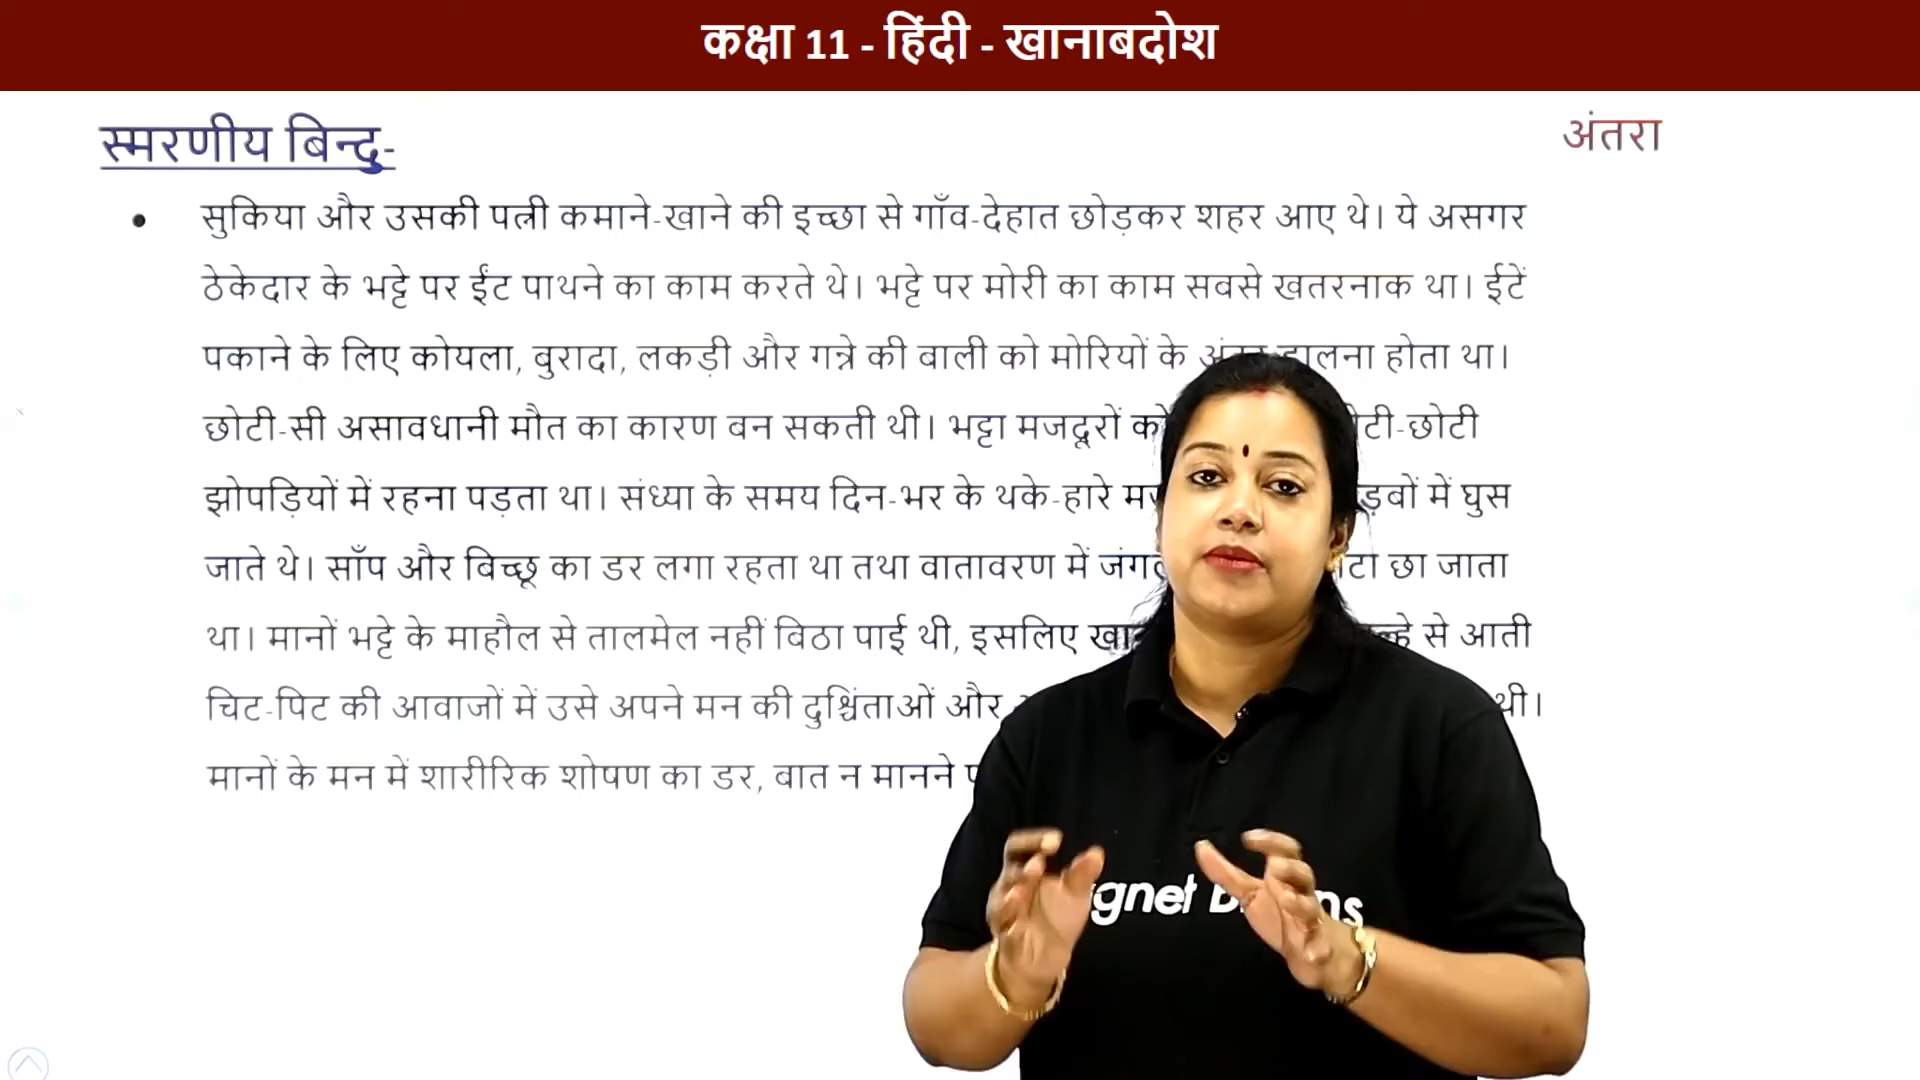 कक्षा 11 - हिंदी - खानाबदोश
स्मरणीय बिन्दु-
अंतरा
• सुकिया और उसकी पत्नी कमाने-खाने की इच्छा से गाँव-देहात छोड़कर शहर आए थे। ये असगर
ठेकेदार के भट्टे पर ईंट पाथने का काम करते थे। भट्टे पर मोरी का काम सबसे खतरनाक था। ईटें
पकाने के लिए कोयला, बुरादा, लकड़ी और गन्ने की बाली को मोरियों के होता था।
छोटी-सी असावधानी मौत का कारण बन सकती थी। भट्टा मजदूरों
झोपड़ियों में रहना पड़ता था। संध्या के समय दिन-भर के थके-हारे में घुस
जाते थे। साँप और बिच्छू का डर लगा रहता था तथा वातावरण में छा जाता
था। मानों भट्टे के माहौल से तालमेल नहीं बिठा पाई थी, इसलिए से आती
चिट-पिट की आवाजों में उसे अपने मन की दुश्चिंताओं और थी।
मानों के मन में शारीरिक शोषण का डर, बात न मानने